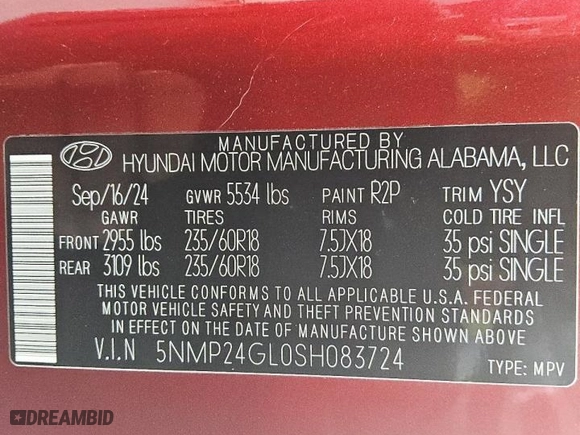 MANUFACTURED BY
HYUNDAI MOTOR MANUFACTURING ALABAMA, LLC
Sep/16/24 GVWR 5534 lbs PAINT R2P TRIM YSY
GAWR TIRES RIMS COLD TIRE INFL
FRONT 2955 lbs 235/60R18 7.5JX18 35 psi SINGLE
REAR 3109 lbs 235/60R18 7.5JX18 35 psi SINGLE
THIS VEHICLE CONFORMS TO ALL APPLICABLE U.S.A. FEDERAL
MOTOR VEHICLE SAFETY AND THEFT PREVENTION STANDARDS
IN EFFECT ON THE DATE OF MANUFACTURE SHOWN ABOVE
V.I.N 5NMP24GL0SH083724 TYPE: MPV
DREAMBID